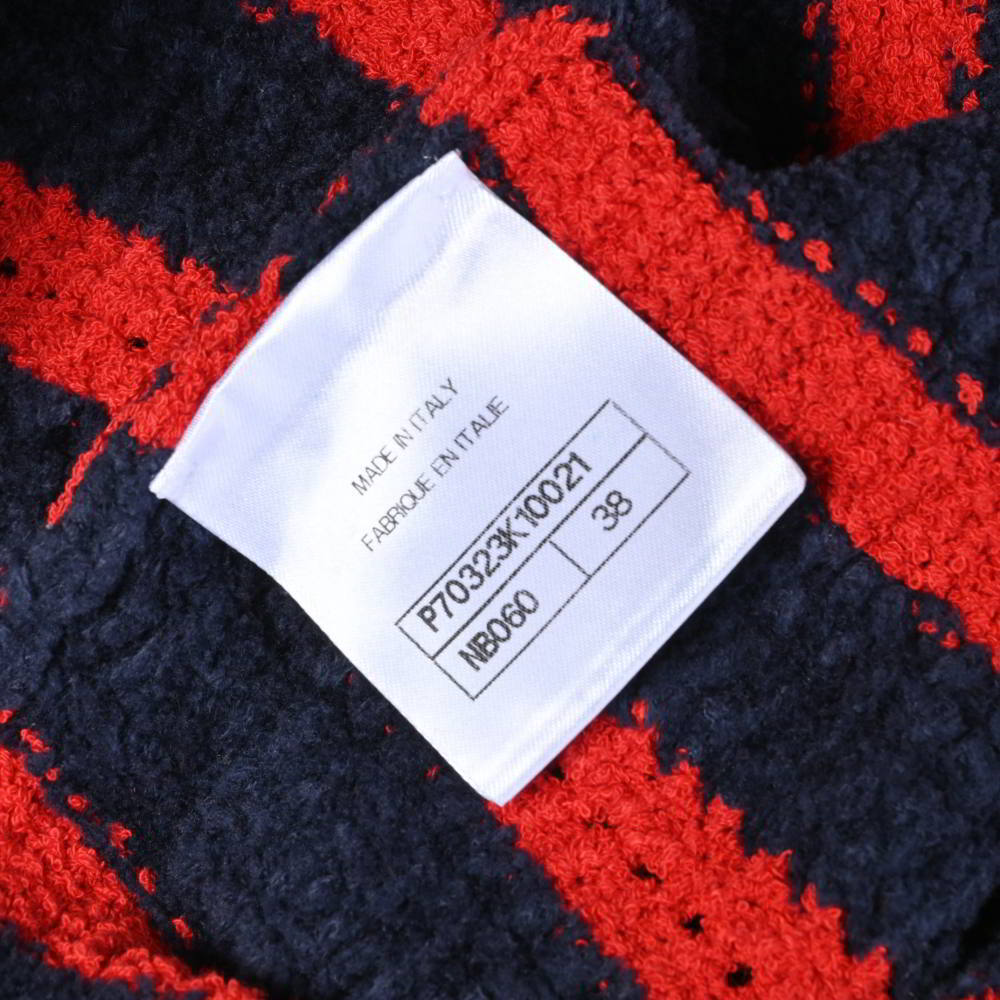 MADE IN ITALY
FABRIQUE EN ITALIE
P70323K10021
NB060 38